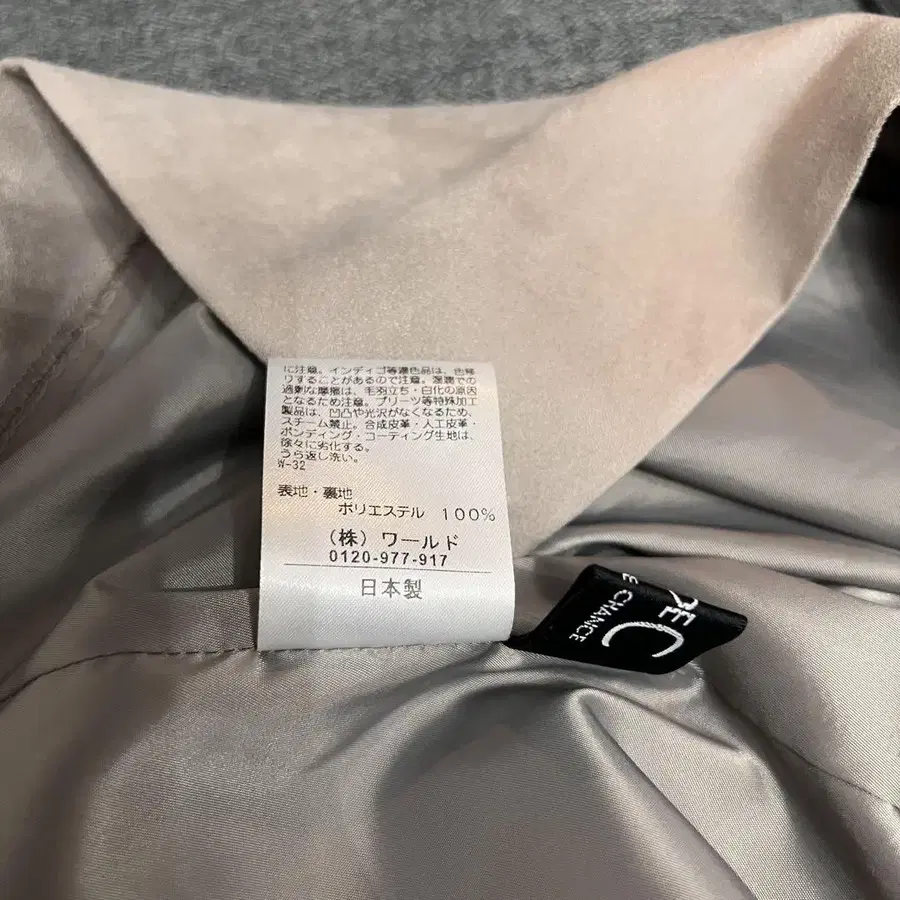 に注意。インディゴ等濃色品は、色移
りすることがあるので注意。湿潤での
過剰な摩擦は、毛羽立ち・白化の原因
となるため注意。プリーツ等特殊加工
製品は、凹凸や光沢がなくなるため、
スチーム禁止。合成皮革・人工皮革・
ボンディング・コーティング生地は、
徐々に劣化する。
うら返し洗い。
W-32
表地・裏地
ポリエステル 100%
(株)ワールド
0120-977-917
日本製
C
CHANCE